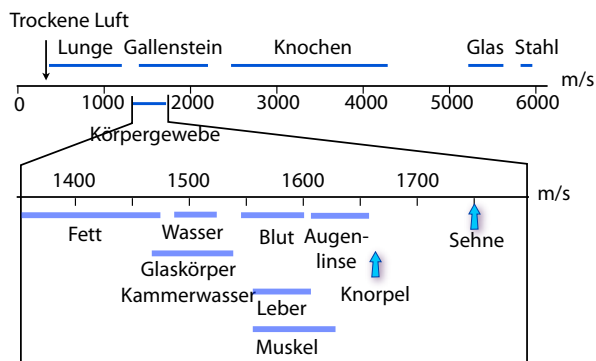 Trockene Luft
Lunge Gallenstein Knochen Glas Stahl
m/s
0 1000 2000 3000 4000 5000 6000
Körpergewebe
1400 1500 1600 1700
m/s
Fett Wasser Blut Augen-
linse Sehne
Glaskörper
Kammerwasser Knorpel
Leber
Muskel